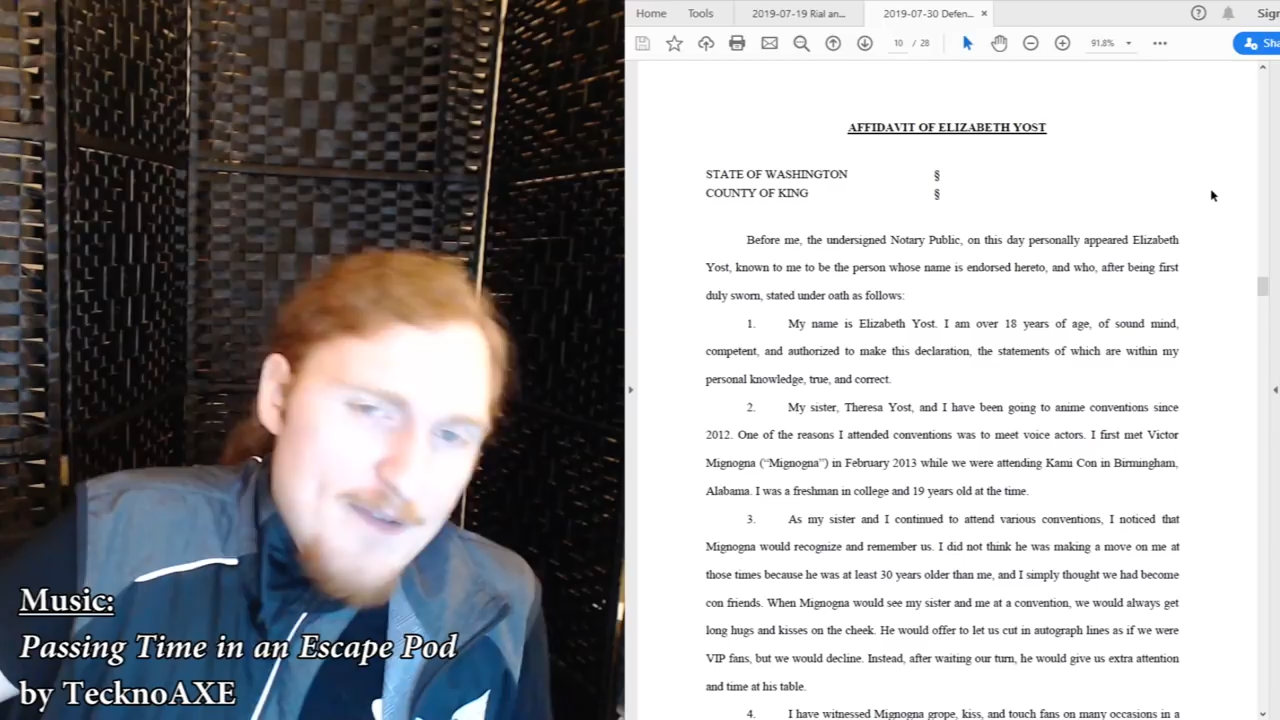 Home Tools 2019-07-19 Rial an... 2019-07-30 Defen... × Sign
10 / 28 91.8% Sha
AFFIDAVIT OF ELIZABETH YOST
STATE OF WASHINGTON §
COUNTY OF KING §
Before me, the undersigned Notary Public, on this day personally appeared Elizabeth
Yost, known to me to be the person whose name is endorsed hereto, and who, after being first
duly sworn, stated under oath as follows:
1. My name is Elizabeth Yost. I am over 18 years of age, of sound mind,
competent, and authorized to make this declaration, the statements of which are within my
personal knowledge, true, and correct.
2. My sister, Theresa Yost, and I have been going to anime conventions since
2012. One of the reasons I attended conventions was to meet voice actors. I first met Victor
Mignogna (“Mignogna”) in February 2013 while we were attending Kami Con in Birmingham,
Alabama. I was a freshman in college and 19 years old at the time.
3. As my sister and I continued to attend various conventions, I noticed that
Mignogna would recognize and remember us. I did not think he was making a move on me at
those times because he was at least 30 years older than me, and I simply thought we had become
con friends. When Mignogna would see my sister and me at a convention, we would always get
long hugs and kisses on the cheek. He would offer to let us cut in autograph lines as if we were
VIP fans, but we would decline. Instead, after waiting our turn, he would give us extra attention
and time at his table.
4. I have witnessed Mignogna grope, kiss, and touch fans on many occasions in a
Music:
Passing Time in an Escape Pod
by TecknoAXE